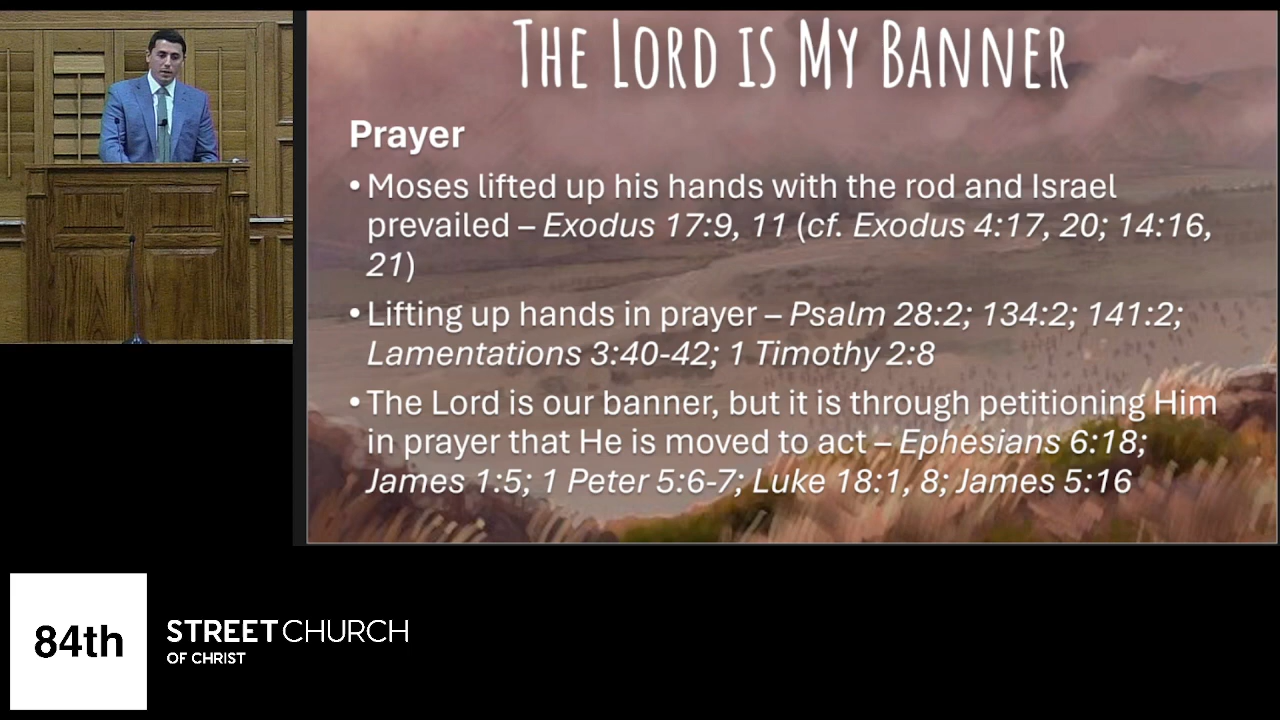 THE LORD IS MY BANNER
Prayer
• Moses lifted up his hands with the rod and Israel
prevailed – Exodus 17:9, 11 (cf. Exodus 4:17, 20; 14:16,
21)
• Lifting up hands in prayer – Psalm 28:2; 134:2; 141:2;
Lamentations 3:40-42; 1 Timothy 2:8
• The Lord is our banner, but it is through petitioning Him
in prayer that He is moved to act – Ephesians 6:18;
James 1:5; 1 Peter 5:6-7; Luke 18:1, 8; James 5:16
84th
STREET CHURCH
OF CHRIST